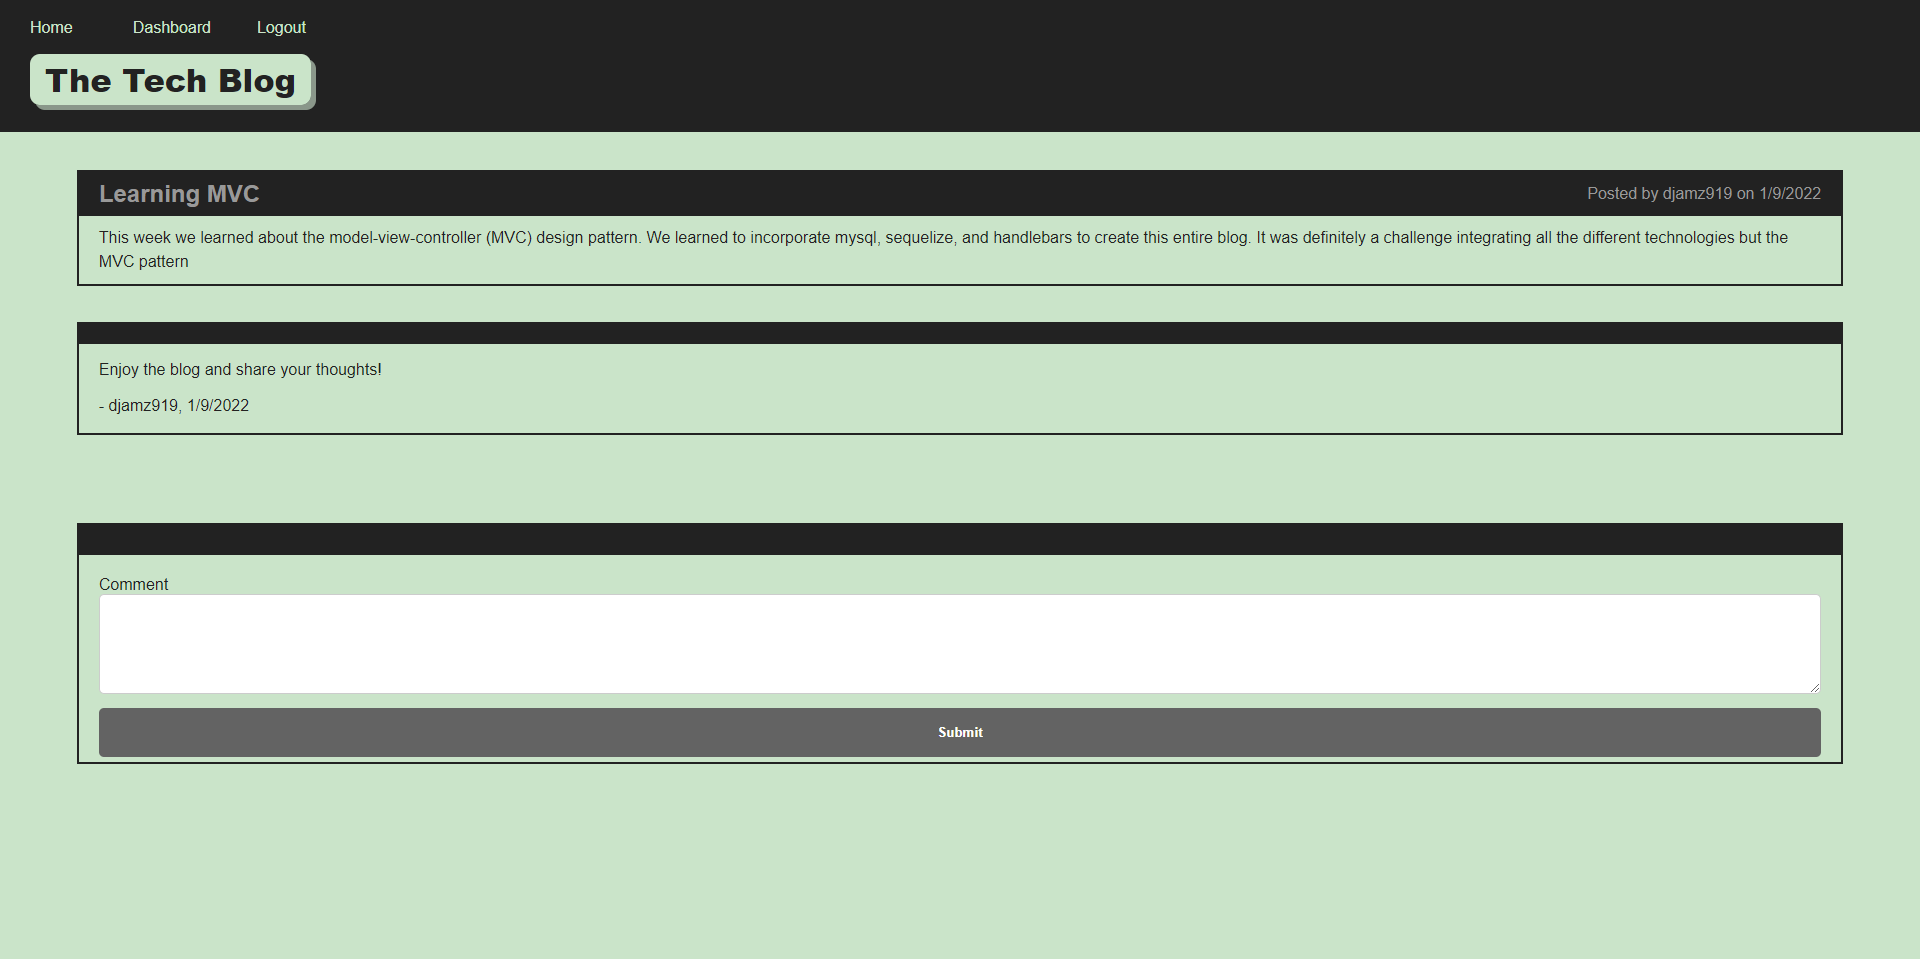 Home Dashboard Logout
The Tech Blog
Learning MVC
Posted by djamz919 on 1/9/2022
This week we learned about the model-view-controller (MVC) design pattern. We learned to incorporate mysql, sequelize, and handlebars to create this entire blog. It was definitely a challenge integrating all the different technologies but the
MVC pattern
Enjoy the blog and share your thoughts!
- djamz919, 1/9/2022
Comment
Submit